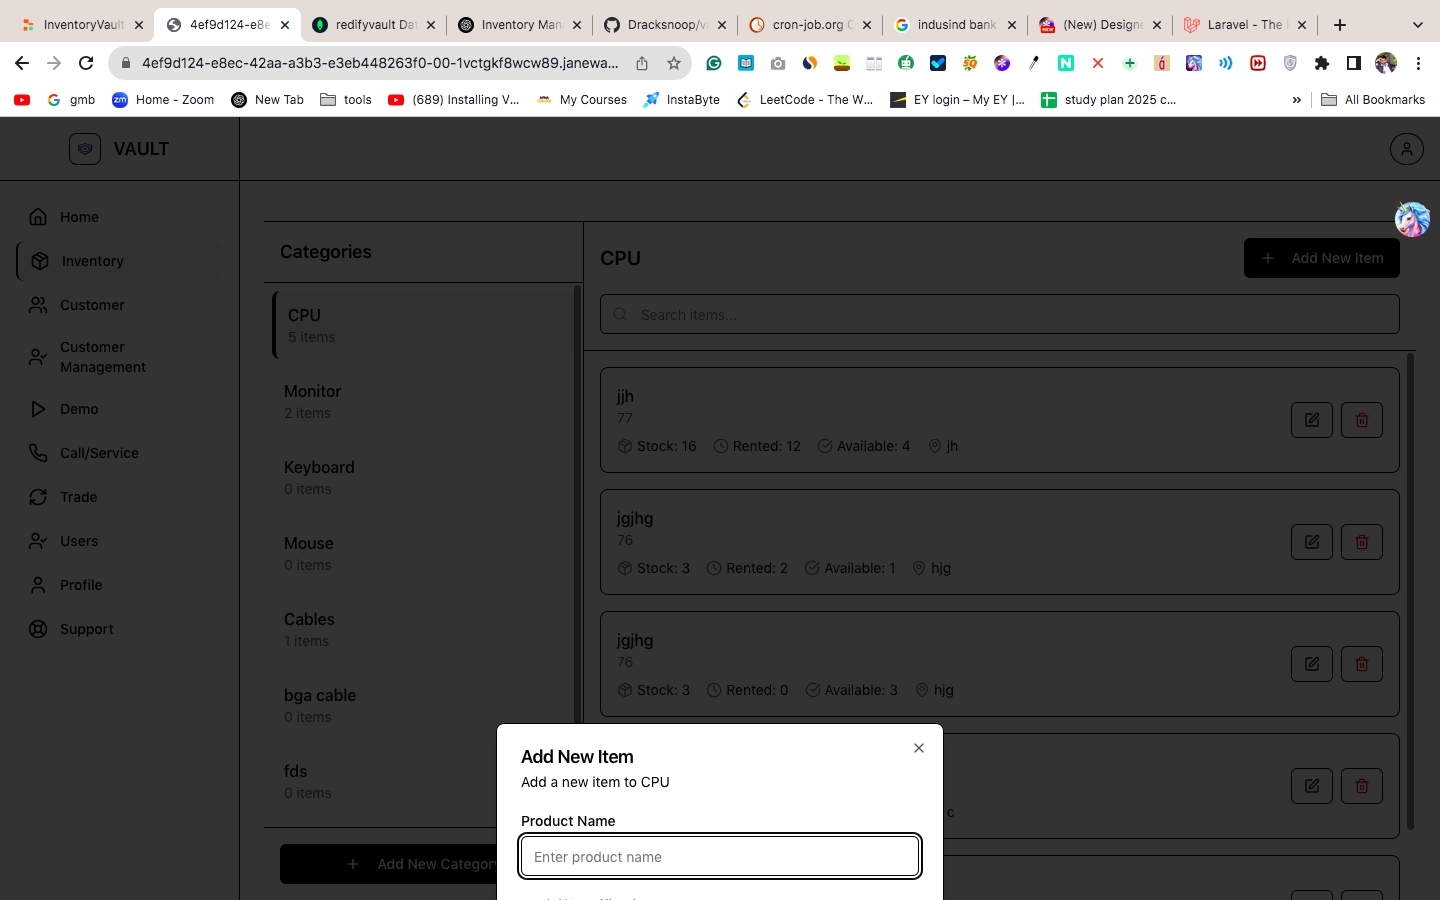 InventoryVault
4ef9d124-e8e
redifyvault Dat
Inventory Man
Dracksnoop/va
cron-job.org C
indusind bank
(New) Designe
Laravel - The
4ef9d124-e8ec-42aa-a3b3-e3eb448263f0-00-1vctgkf8wcw89.janewa...
gmb
Home - Zoom
New Tab
tools
(689) Installing V...
My Courses
InstaByte
LeetCode - The W...
EY login – My EY |...
study plan 2025 c...
»
All Bookmarks
VAULT
Home
Inventory
Customer
Customer
Management
Demo
Call/Service
Trade
Users
Profile
Support
Categories
CPU
5 items
Monitor
2 items
Keyboard
0 items
Mouse
0 items
Cables
1 items
bga cable
0 items
fds
0 items
+ Add New Category
CPU
+ Add New Item
Search items...
jjh
77
Stock: 16 Rented: 12 Available: 4 jh
jgjhg
76
Stock: 3 Rented: 2 Available: 1 hjg
jgjhg
76
Stock: 3 Rented: 0 Available: 3 hjg
c
Add New Item
Add a new item to CPU
Product Name
Enter product name